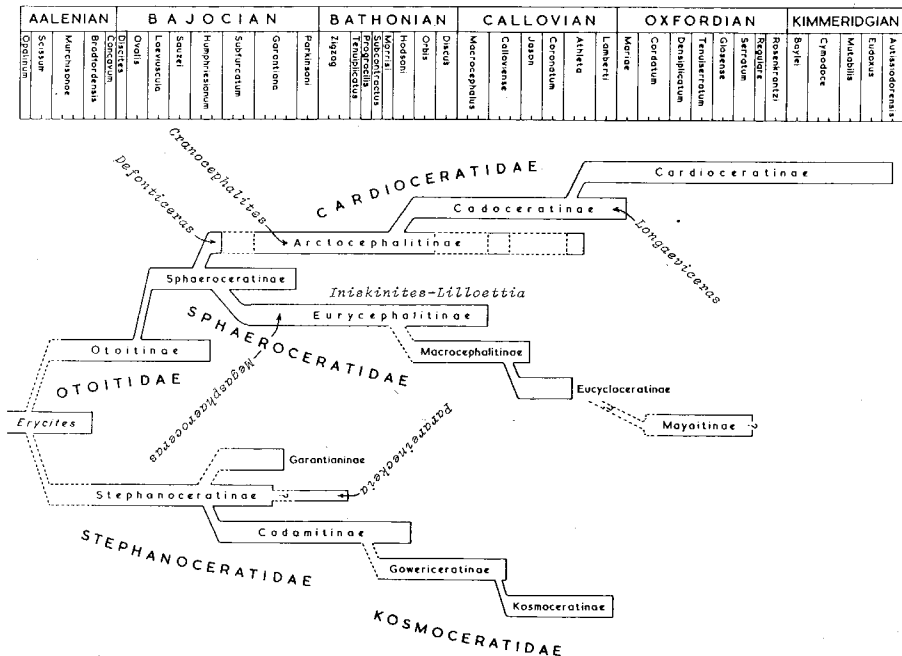 AALENIAN BAJOCIAN BATHONIAN CALLOVIAN OXFORDIAN KIMMERIDGIAN
Opalinum Scissum Murchisonae Bradfordensis Concavum Discites Ovalis Laeviuscula Sauzei Humphriesianum Subfurcatum Garantiana Parkinsoni Zigzag Tenuiplicatus Progracilis Subcontractus Morrisi Hodsoni Orbis Discus Macrocephalus Calloviense Jason Coronatum Athleta Lamberti Mariae Cordatum Densiplicatum Tenuiserratum Glosense Serratum Regulare Rosenkrantzi Baylei Cymodoce Mutabilis Eudoxus Autissiodorensis
Defonticeras
Cranocephalites
CARDIOCERATIDAE
Cardioceratinae
Cadoceratinae
Longaeviceras
Arctocephalitinae
Sphaeroceratinae
Iniskinites-Lilloettia
Eurycephalitinae
SPHAEROCERATIDAE
Otoitinae
Macrocephalitinae
OTOITIDAE
Megasphaeroceras
Eucycloceratinae
Erycites
?
Mayaitinae ?
Parareineckeia
Garantianinae
Stephanoceratinae ?
Cadomitinae
STEPHANOCERATIDAE
Gowericeratinae
Kosmoceratinae
KOSMOCERATIDAE